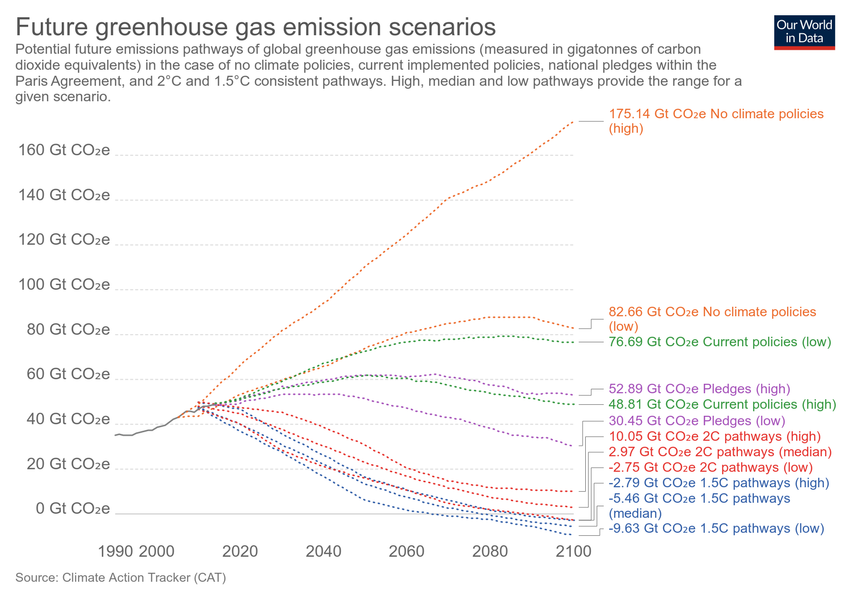 Future greenhouse gas emission scenarios
Our World
in Data
Potential future emissions pathways of global greenhouse gas emissions (measured in gigatonnes of carbon
dioxide equivalents) in the case of no climate policies, current implemented policies, national pledges within the
Paris Agreement, and 2°C and 1.5°C consistent pathways. High, median and low pathways provide the range for a
given scenario.
175.14 Gt CO₂e No climate policies
(high)
160 Gt CO₂e
140 Gt CO₂e
120 Gt CO₂e
100 Gt CO₂e
80 Gt CO₂e
60 Gt CO₂e
40 Gt CO₂e
20 Gt CO₂e
0 Gt CO₂e
82.66 Gt CO₂e No climate policies
(low)
76.69 Gt CO₂e Current policies (low)
52.89 Gt CO₂e Pledges (high)
48.81 Gt CO₂e Current policies (high)
30.45 Gt CO₂e Pledges (low)
10.05 Gt CO₂e 2C pathways (high)
2.97 Gt CO₂e 2C pathways (median)
-2.75 Gt CO₂e 2C pathways (low)
-2.79 Gt CO₂e 1.5C pathways (high)
-5.46 Gt CO₂e 1.5C pathways
(median)
-9.63 Gt CO₂e 1.5C pathways (low)
1990 2000 2020 2040 2060 2080 2100
Source: Climate Action Tracker (CAT)